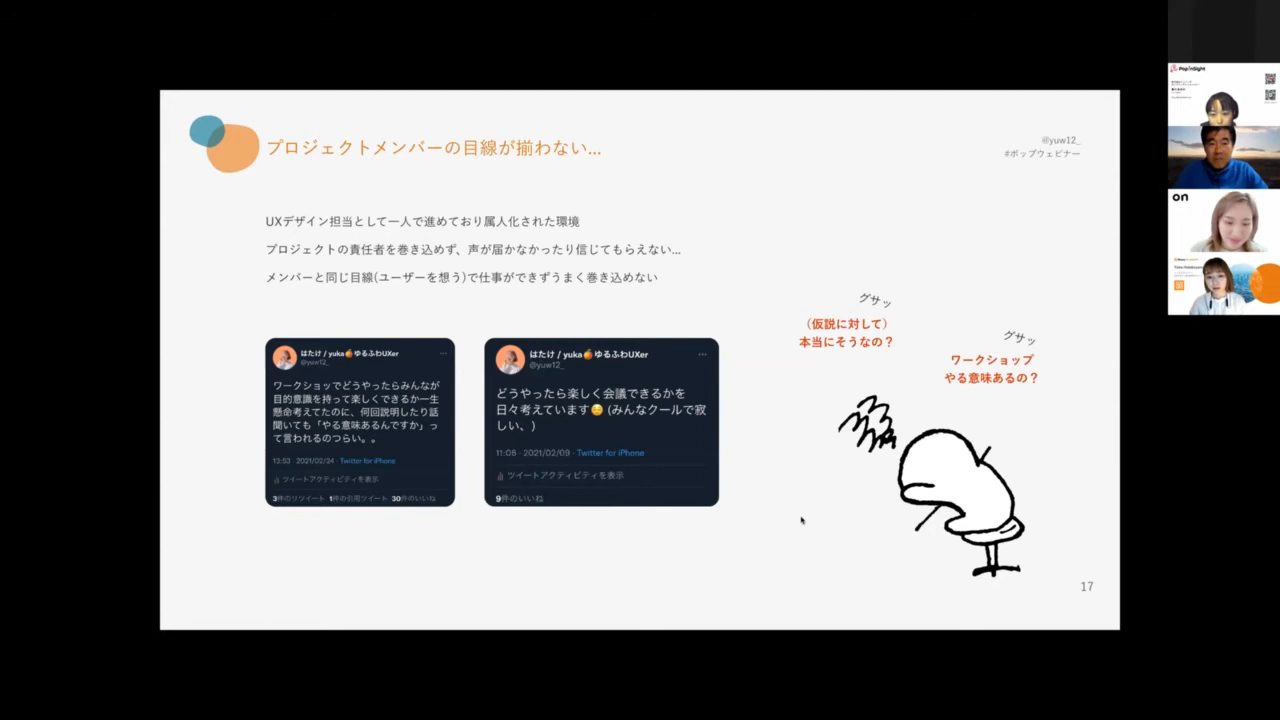 プロジェクトメンバーの目線が揃わない...
@yuw12_
#ポップウェビナー
UXデザイン担当として一人で進めており属人化された環境
プロジェクトの責任者を巻き込めず、声が届かなかったり信じてもらえない...
メンバーと同じ目線(ユーザーを想う)で仕事ができずうまく巻き込めない
はたけ / yuka🍊ゆるふわUXer
@yuw12_
ワークショッでどうやったらみんなが
目的意識を持って楽しくできるか一生
懸命考えてたのに、何回説明したり話
聞いても「やる意味あるんですか」っ
て言われるのつらい。。
13:53 · 2021/02/24 · Twitter for iPhone
ツイートアクティビティを表示
3件のリツイート 1件の引用ツイート 30件のいいね
はたけ / yuka🍊ゆるふわUXer
@yuw12_
どうやったら楽しく会議できるかを
日々考えています☺️ (みんなクールで寂
しい、)
11:06 · 2021/02/09 · Twitter for iPhone
ツイートアクティビティを表示
9件のいいね
グサッ
（仮説に対して）
本当にそうなの？
グサッ
ワークショップ
やる意味あるの？
17
Pop!nSight
on